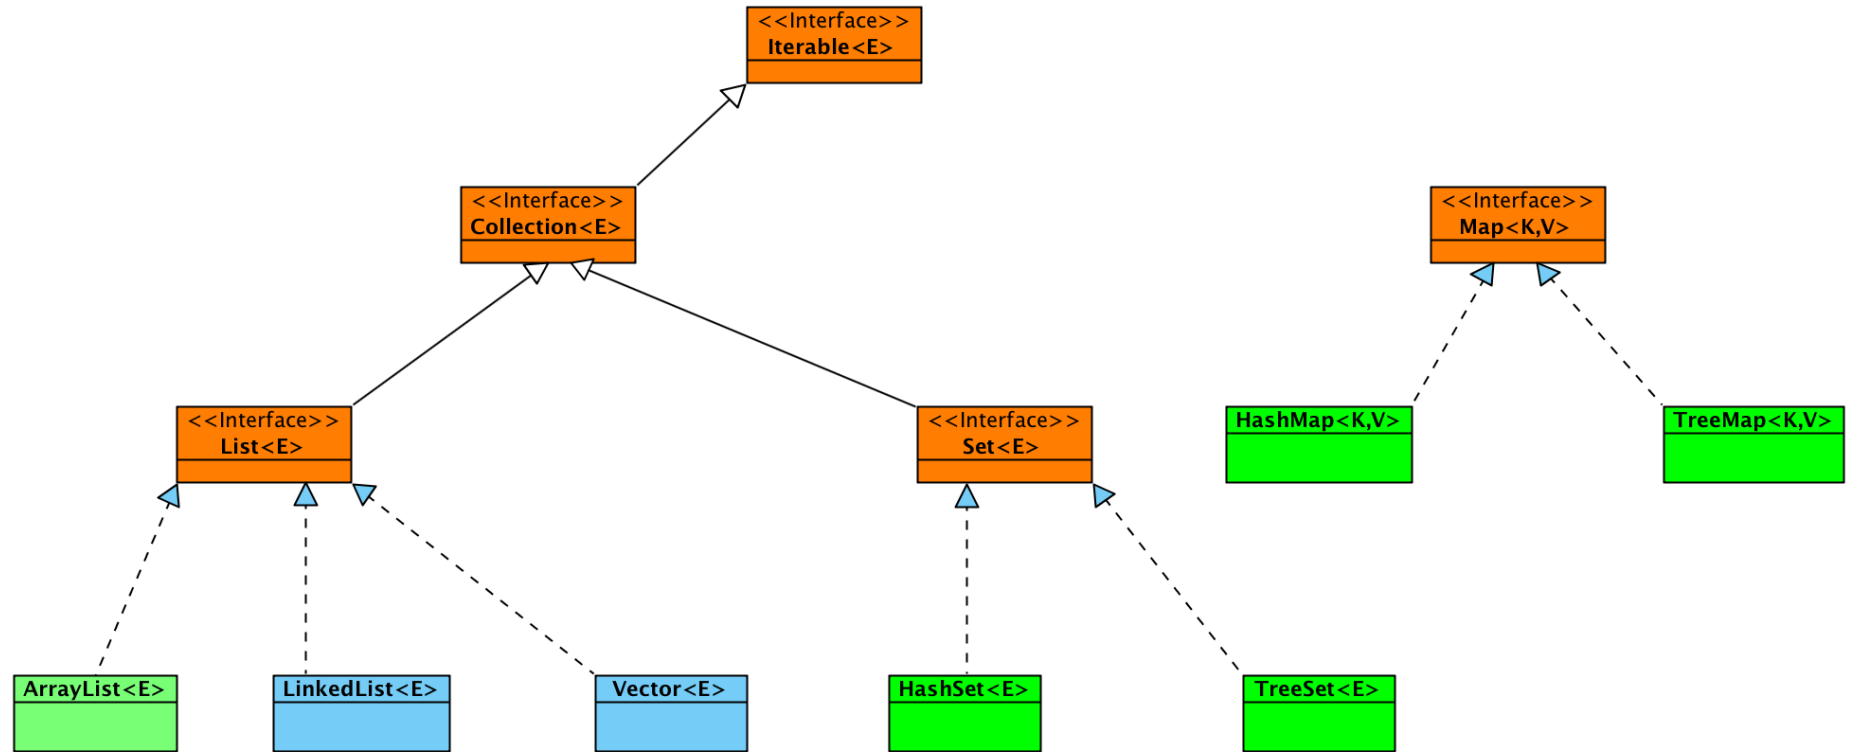 <<Interface>>
Iterable<E>
<<Interface>>
Collection<E>
<<Interface>>
Map<K,V>
<<Interface>>
List<E>
<<Interface>>
Set<E>
HashMap<K,V>
TreeMap<K,V>
ArrayList<E>
LinkedList<E>
Vector<E>
HashSet<E>
TreeSet<E>